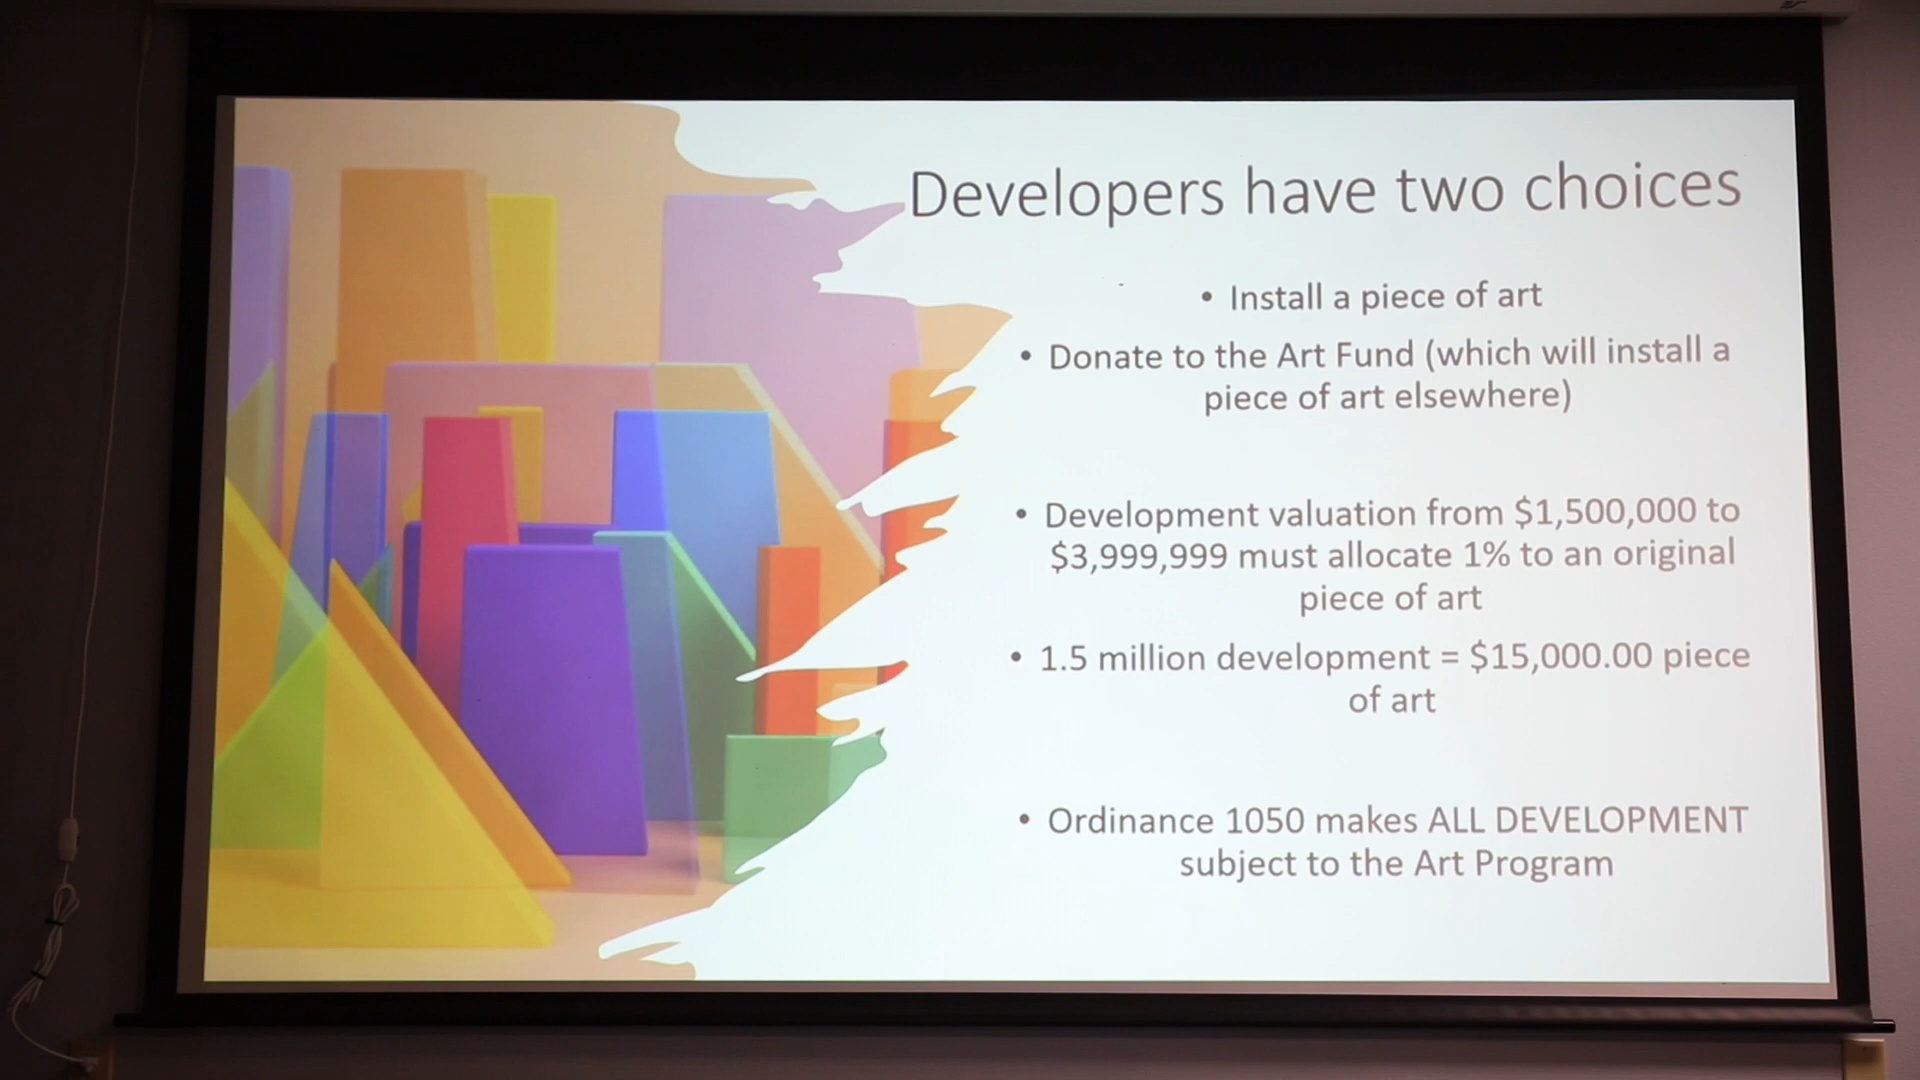 Developers have two choices
• Install a piece of art
• Donate to the Art Fund (which will install a
piece of art elsewhere)
• Development valuation from $1,500,000 to
$3,999,999 must allocate 1% to an original
piece of art
• 1.5 million development = $15,000.00 piece
of art
• Ordinance 1050 makes ALL DEVELOPMENT
subject to the Art Program